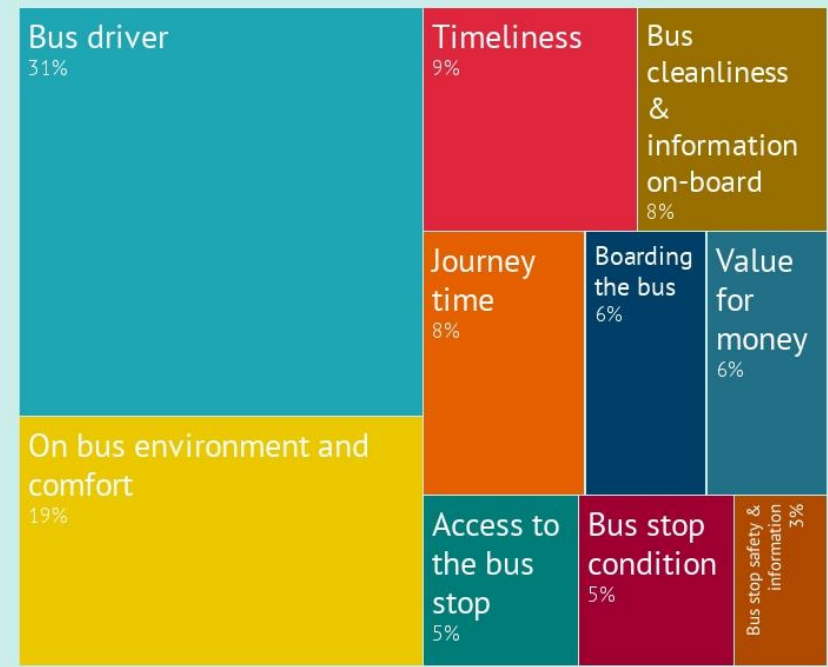 Bus driver
31%
On bus environment and
comfort
19%
Timeliness
9%
Bus
cleanliness
&
information
on-board
8%
Journey
time
8%
Boarding
the bus
6%
Value
for
money
6%
Access to
the bus
stop
5%
Bus stop
condition
5%
Bus stop safety &
information
3%